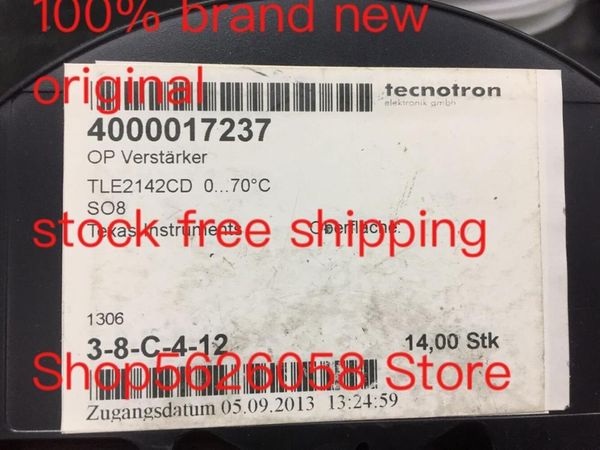 100% brand new
original
tecnotron
elektronik gmbh
4000017237
OP Verstärker
TLE2142CD 0...70°C
SO8
Texas Instruments Oberfläche:
stock free shipping
1306
3-8-C-4-12 14,00 Stk
Shop5626058 Store
Zugangsdatum 05.09.2013 13:24:59